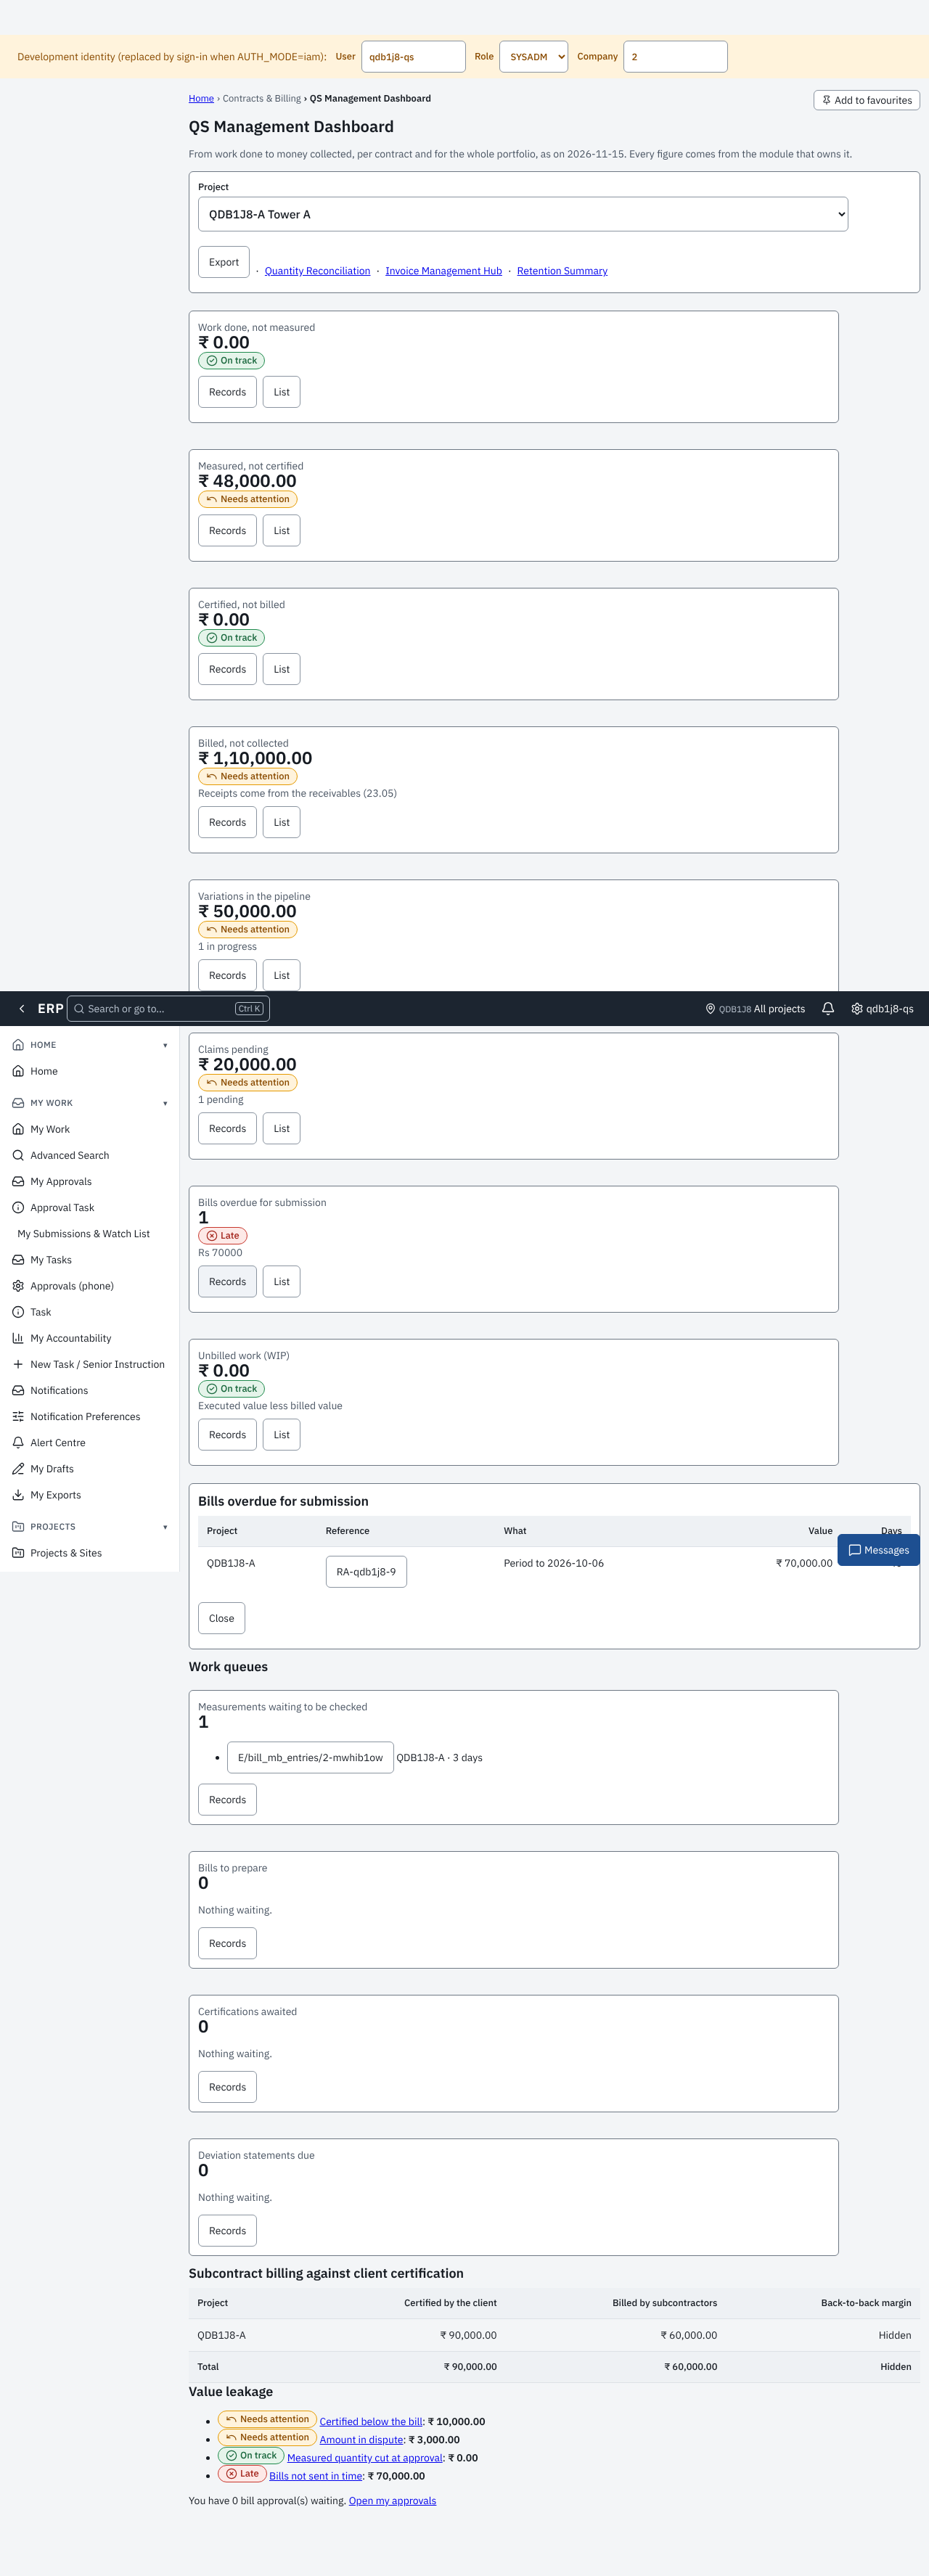 Development identity (replaced by sign-in when AUTH_MODE=iam): User qdb1j8-qs Role SYSADM Company 2
Home › Contracts & Billing › QS Management Dashboard
Add to favourites
QS Management Dashboard
From work done to money collected, per contract and for the whole portfolio, as on 2026-11-15. Every figure comes from the module that owns it.
Project
QDB1J8-A Tower A
Export · Quantity Reconciliation · Invoice Management Hub · Retention Summary
Work done, not measured
₹ 0.00
On track
Records List
Measured, not certified
₹ 48,000.00
Needs attention
Records List
Certified, not billed
₹ 0.00
On track
Records List
Billed, not collected
₹ 1,10,000.00
Needs attention
Receipts come from the receivables (23.05)
Records List
Variations in the pipeline
₹ 50,000.00
Needs attention
1 in progress
Records List
ERP Search or go to... Ctrl K QDB1J8 All projects qdb1j8-qs
HOME
Home
MY WORK
My Work
Advanced Search
My Approvals
Approval Task
My Submissions & Watch List
My Tasks
Approvals (phone)
Task
My Accountability
New Task / Senior Instruction
Notifications
Notification Preferences
Alert Centre
My Drafts
My Exports
PROJECTS
Projects & Sites
Claims pending
₹ 20,000.00
Needs attention
1 pending
Records List
Bills overdue for submission
1
Late
Rs 70000
Records List
Unbilled work (WIP)
₹ 0.00
On track
Executed value less billed value
Records List
Bills overdue for submission
Project Reference What Value Days
QDB1J8-A RA-qdb1j8-9 Period to 2026-10-06 ₹ 70,000.00
Messages
Close
Work queues
Measurements waiting to be checked
1
E/bill_mb_entries/2-mwhib1ow QDB1J8-A · 3 days
Records
Bills to prepare
0
Nothing waiting.
Records
Certifications awaited
0
Nothing waiting.
Records
Deviation statements due
0
Nothing waiting.
Records
Subcontract billing against client certification
Project Certified by the client Billed by subcontractors Back-to-back margin
QDB1J8-A ₹ 90,000.00 ₹ 60,000.00 Hidden
Total ₹ 90,000.00 ₹ 60,000.00 Hidden
Value leakage
Needs attention Certified below the bill: ₹ 10,000.00
Needs attention Amount in dispute: ₹ 3,000.00
On track Measured quantity cut at approval: ₹ 0.00
Late Bills not sent in time: ₹ 70,000.00
You have 0 bill approval(s) waiting. Open my approvals